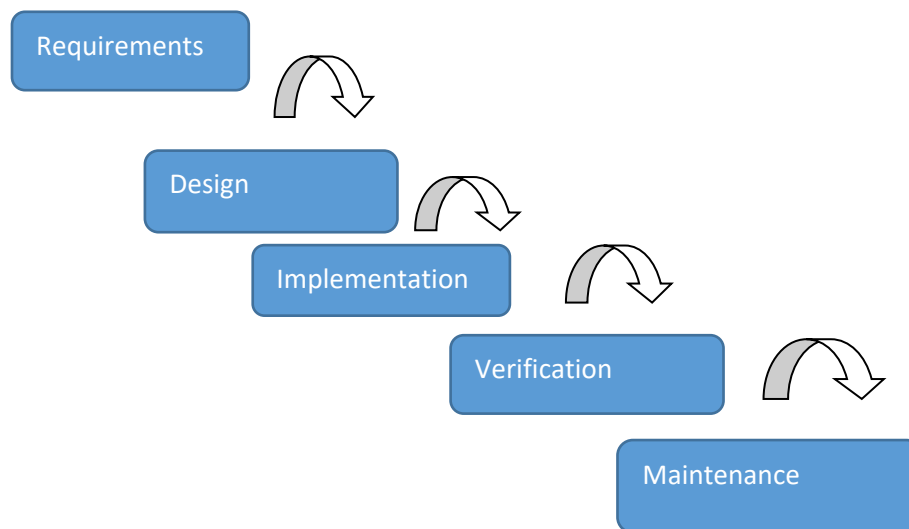 Requirements
Design
Implementation
Verification
Maintenance